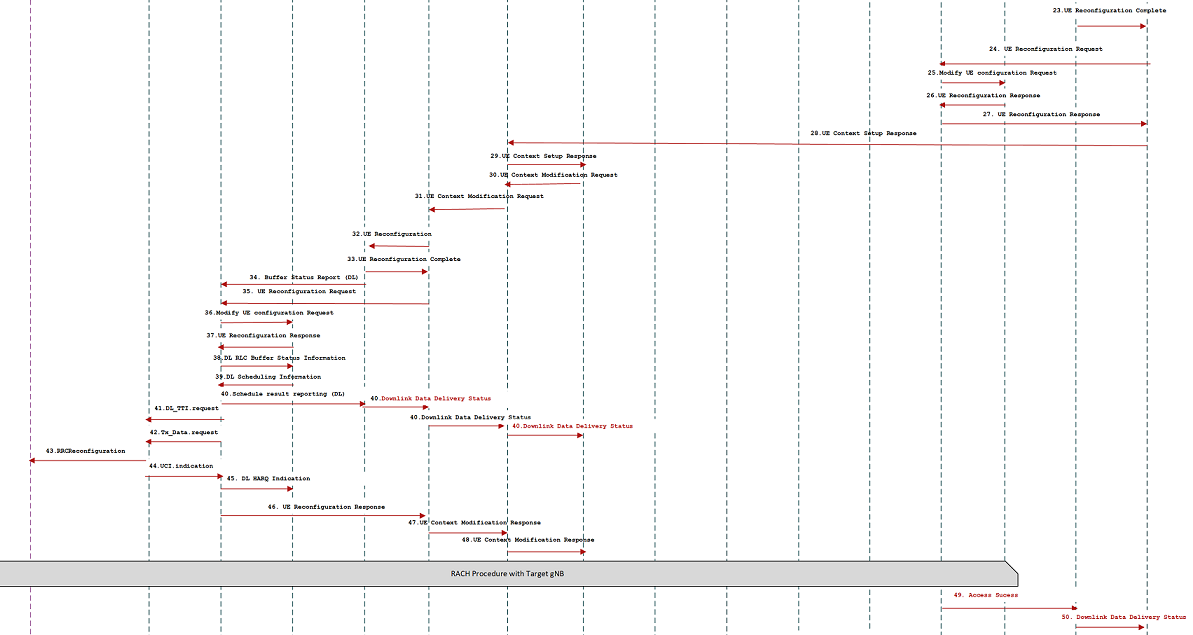 23.UE Reconfiguration Complete
24. UE Reconfiguration Request
25.Modify UE configuration Request
26.UE Reconfiguration Response
27. UE Reconfiguration Response
28.UE Context Setup Response
29.UE Context Setup Response
30.UE Context Modification Request
31.UE Context Modification Request
32.UE Reconfiguration
33.UE Reconfiguration Complete
34. Buffer Status Report (DL)
35. UE Reconfiguration Request
36.Modify UE configuration Request
37.UE Reconfiguration Response
38.DL RLC Buffer Status Information
39.DL Scheduling Information
40.Schedule result reporting (DL)
40.Downlink Data Delivery Status
41.DL_TTI.request
40.Downlink Data Delivery Status
40.Downlink Data Delivery Status
42.Tx_Data.request
43.RRCReconfiguration
44.UCI.indication
45. DL HARQ Indication
46. UE Reconfiguration Response
47.UE Context Modification Response
48.UE Context Modification Response
RACH Procedure with Target gNB
49. Access Sucess
50. Downlink Data Delivery Status